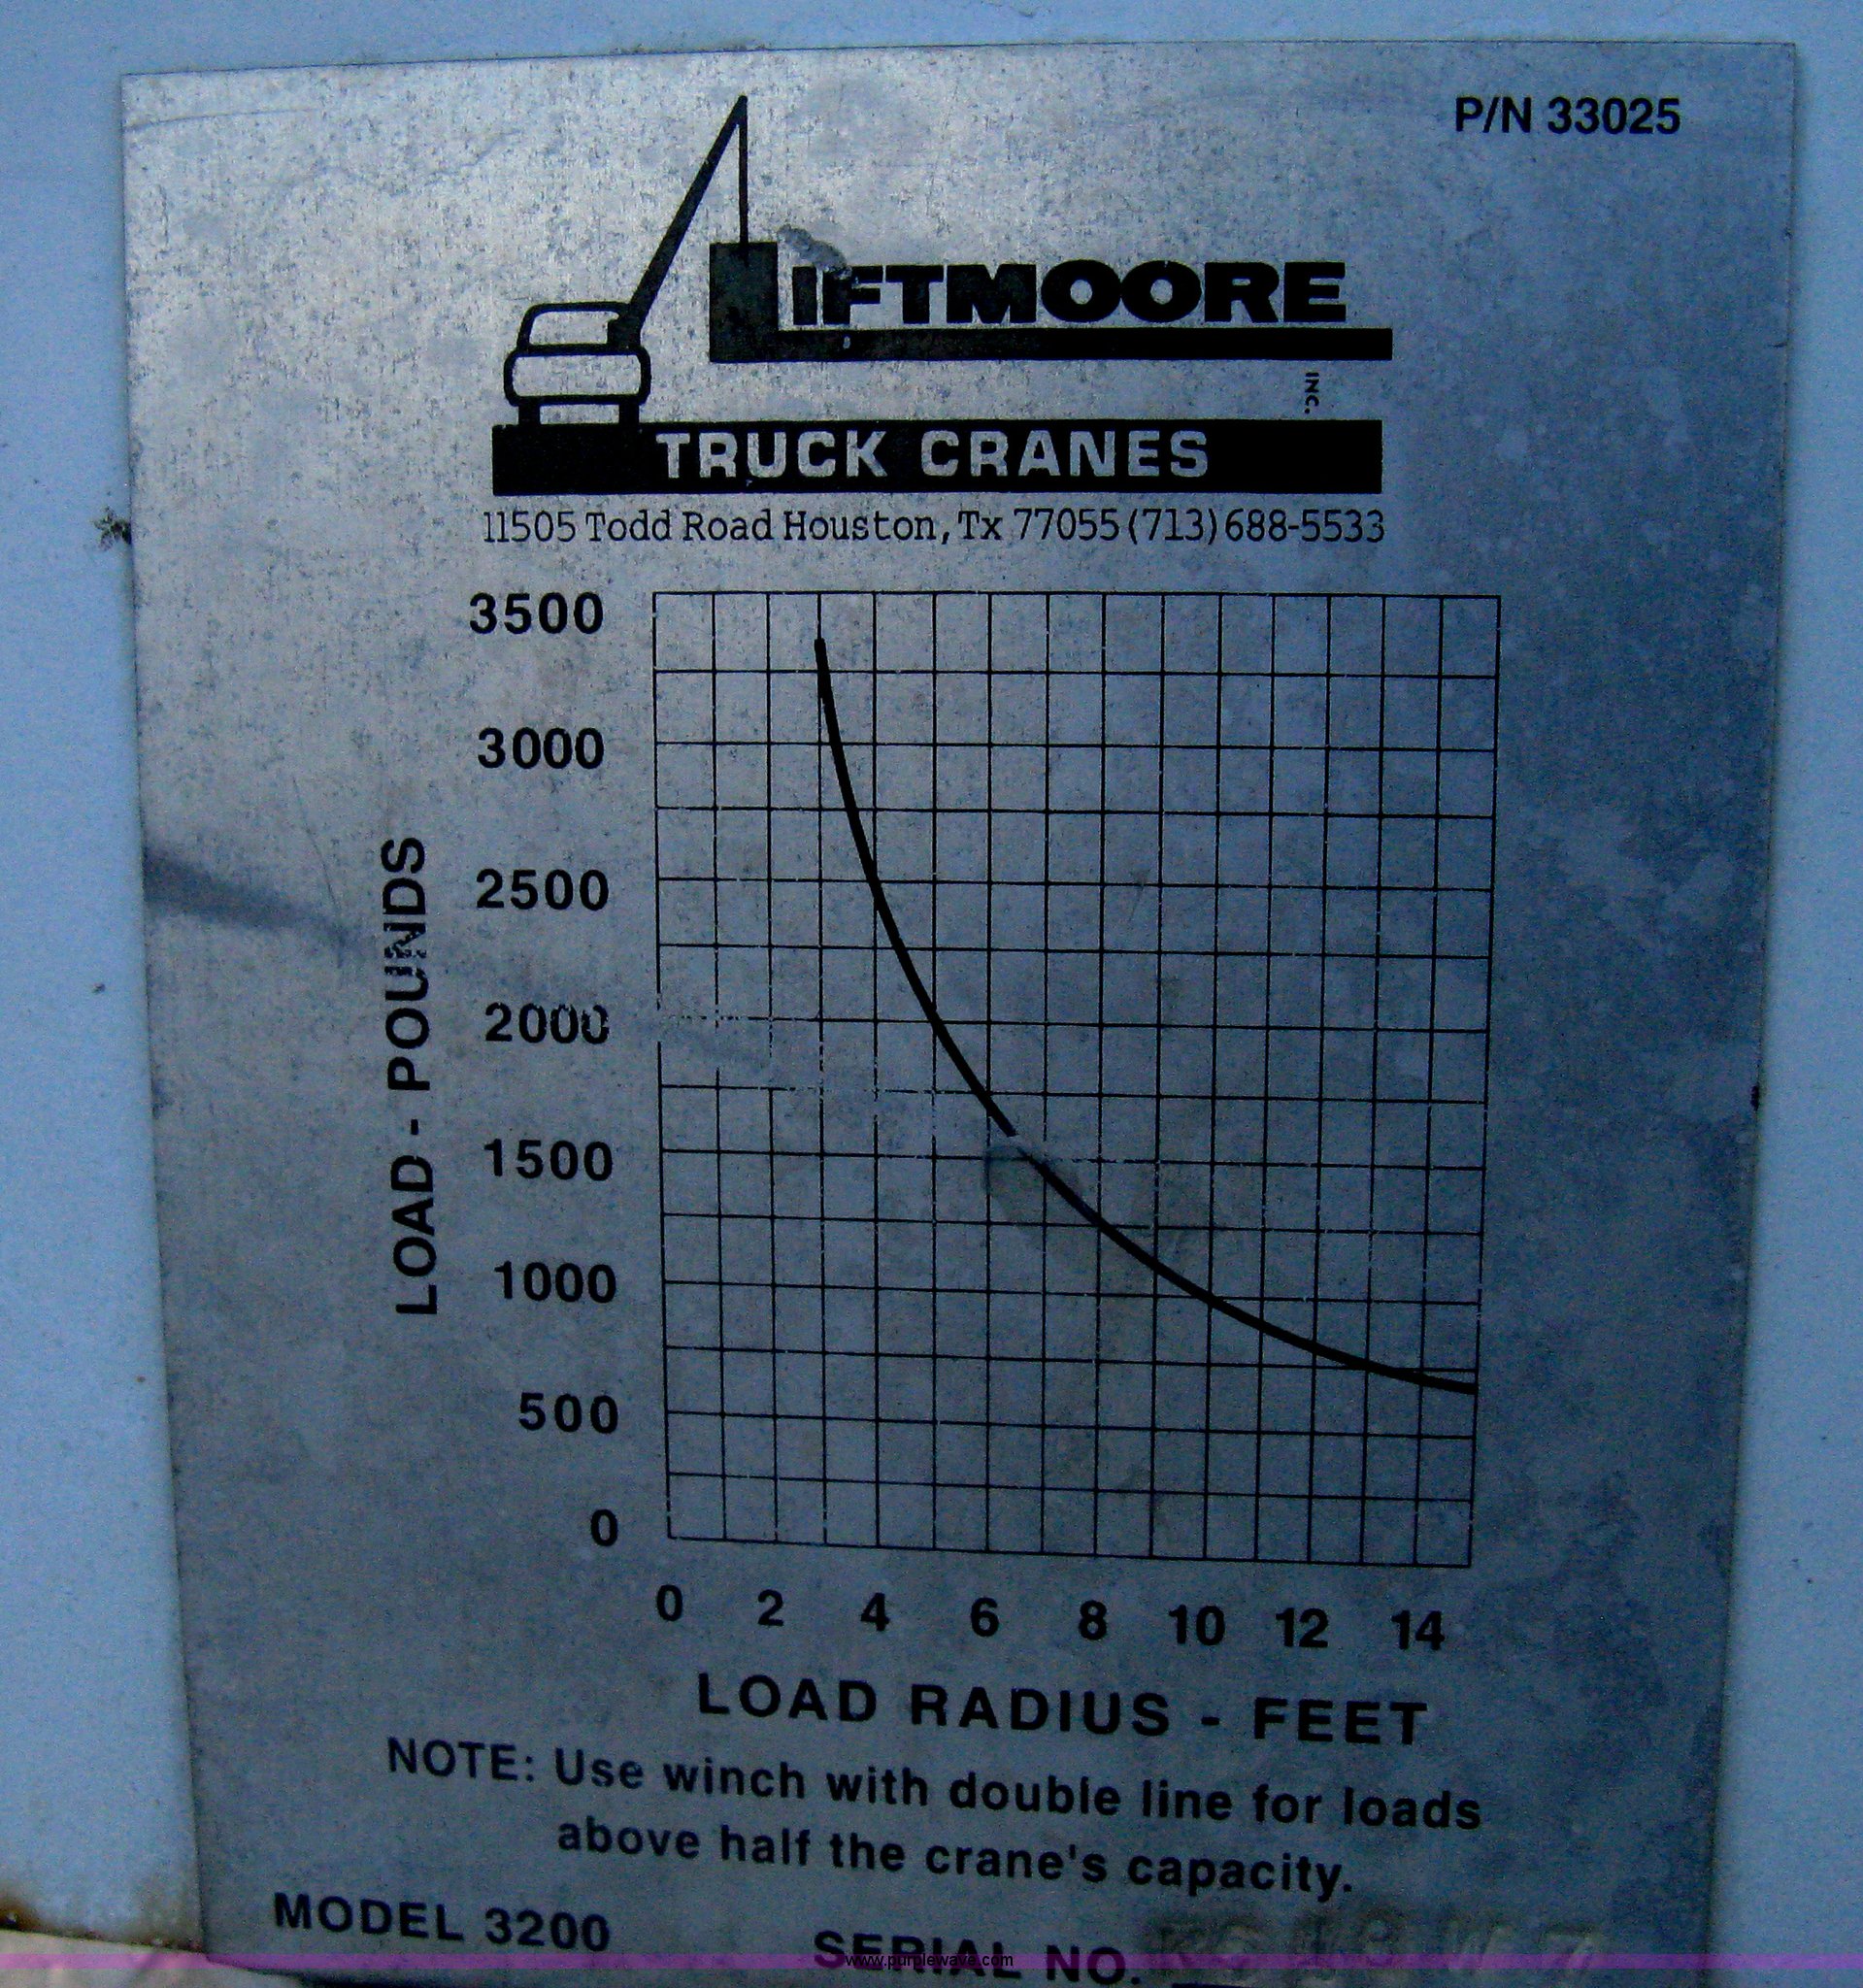 P/N 33025
LIFTMOORE
INC.
TRUCK CRANES
11505 Todd Road Houston, Tx 77055 (713) 688-5533
3500
3000
2500
2000
1500
1000
500
0
LOAD - POUNDS
0 2 4 6 8 10 12 14
LOAD RADIUS - FEET
NOTE: Use winch with double line for loads
above half the crane's capacity.
MODEL 3200
SERIAL NO.
www.purplewave.com